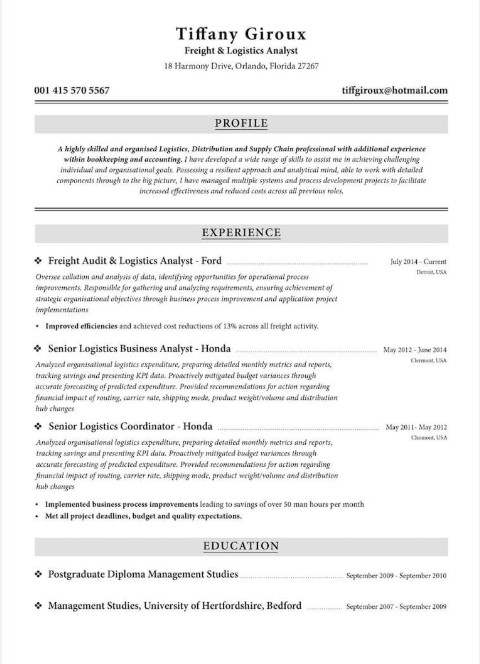 Tiffany Giroux
Freight & Logistics Analyst
18 Harmony Drive, Orlando, Florida 27267
001 415 570 5567
tiffgiroux@hotmail.com
PROFILE
A highly skilled and organised Logistics, Distribution and Supply Chain professional with additional experience
within bookkeeping and accounting. I have developed a wide range of skills to assist me in achieving challenging
individual and organisational goals. Possessing a resilient approach and analytical mind, able to work with detailed
components through to the big picture, I have managed multiple systems and process development projects to facilitate
increased effectiveness and reduced costs across all previous roles.
EXPERIENCE
❖ Freight Audit & Logistics Analyst - Ford
July 2014 - Current
Detroit, USA
Oversee collation and analysis of data, identifying opportunities for operational process
improvements. Responsible for gathering and analyzing requirements, ensuring achievement of
strategic organisational objectives through business process improvement and application project
implementations
• Improved efficiencies and achieved cost reductions of 13% across all freight activity.
❖ Senior Logistics Business Analyst - Honda
May 2012 - June 2014
Clermont, USA
Analyzed organisational logistics expenditure, preparing detailed monthly metrics and reports,
tracking savings and presenting KPI data. Proactively mitigated budget variances through
accurate forecasting of predicted expenditure. Provided recommendations for action regarding
financial impact of routing, carrier rate, shipping mode, product weight/volume and distribution
hub changes
❖ Senior Logistics Coordinator - Honda
May 2011- May 2012
Clermont, USA
Analyzed organisational logistics expenditure, preparing detailed monthly metrics and reports,
tracking savings and presenting KPI data. Proactively mitigated budget variances through
accurate forecasting of predicted expenditure. Provided recommendations for action regarding
financial impact of routing, carrier rate, shipping mode, product weight/volume and distribution
hub changes
• Implemented business process improvements leading to savings of over 50 man hours per month
• Met all project deadlines, budget and quality expectations.
EDUCATION
❖ Postgraduate Diploma Management Studies
September 2009 - September 2010
❖ Management Studies, University of Hertfordshire, Bedford
September 2007 - September 2009